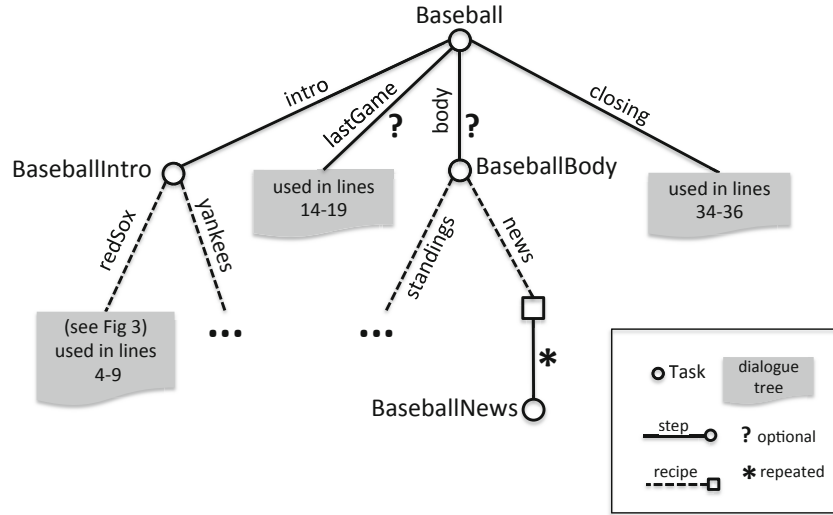 Baseball
intro
lastGame
?
body
?
closing
BaseballIntro
used in lines
14-19
BaseballBody
used in lines
34-36
redSox
yankees
standings
news
(see Fig 3)
used in lines
4-9
...
...
*
BaseballNews
Task
dialogue
tree
step
? optional
recipe
* repeated